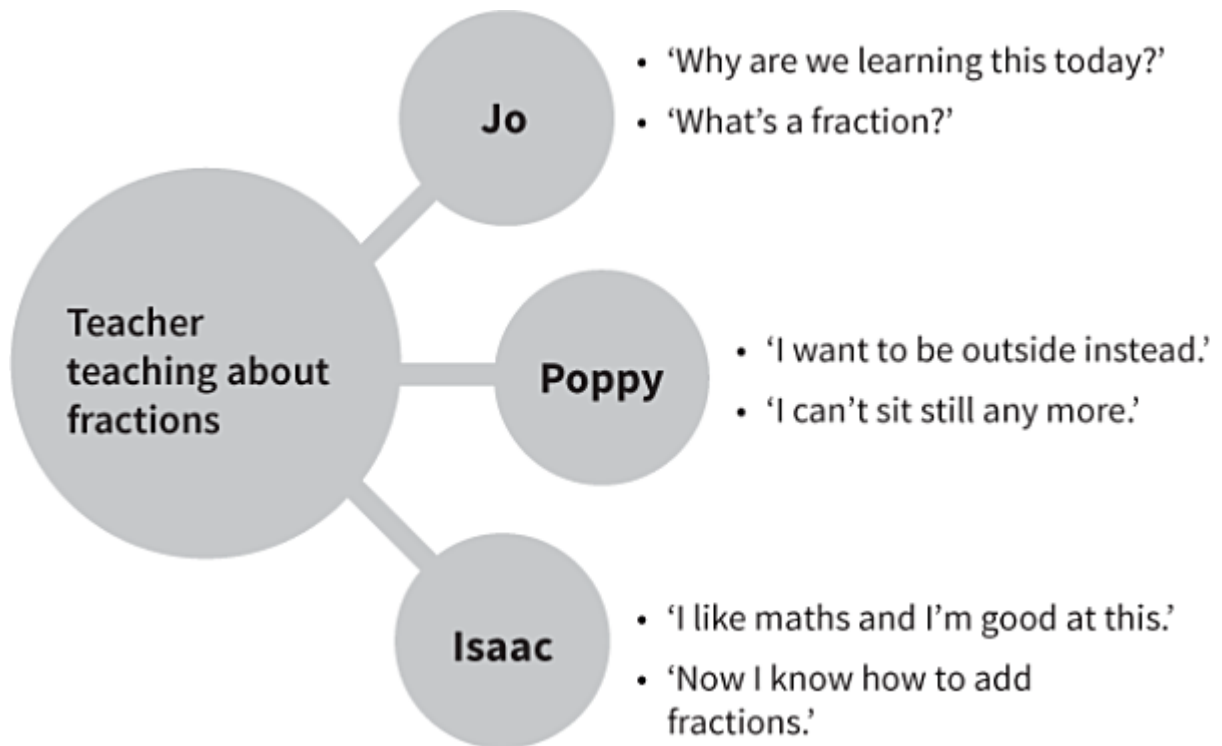 Jo
• ‘Why are we learning this today?’
• ‘What’s a fraction?’
Teacher
teaching about
fractions
Poppy
• ‘I want to be outside instead.’
• ‘I can’t sit still any more.’
Isaac
• ‘I like maths and I’m good at this.’
• ‘Now I know how to add
fractions.’